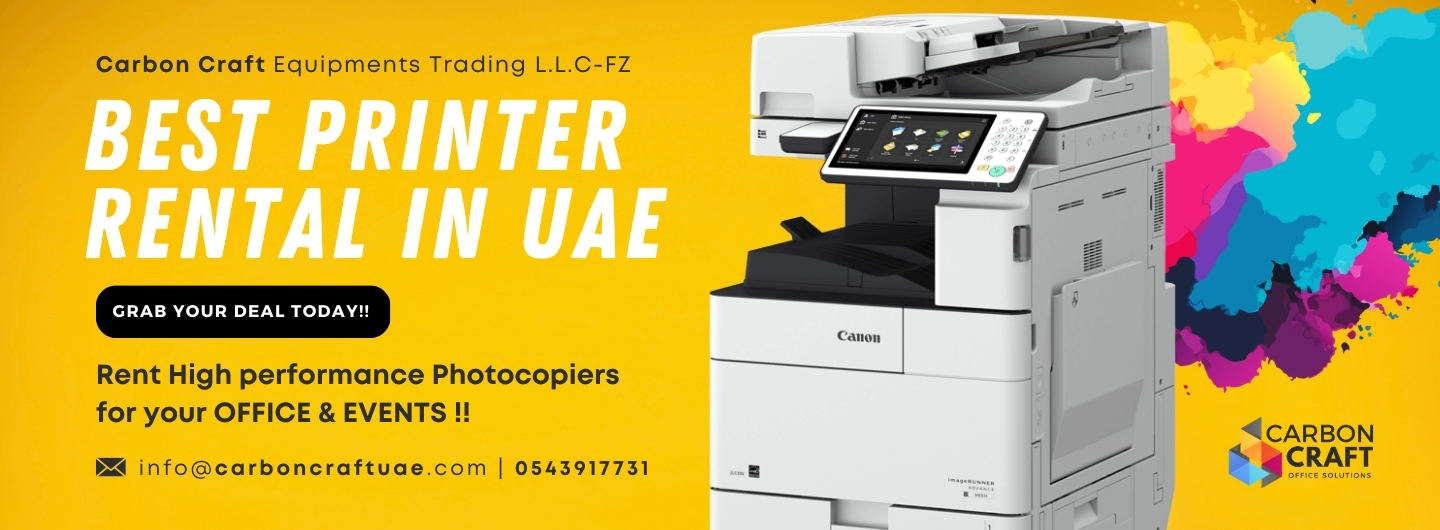 Carbon Craft Equipments Trading L.L.C-FZ
BEST PRINTER
RENTAL IN UAE
GRAB YOUR DEAL TODAY!!
Rent High performance Photocopiers
for your OFFICE & EVENTS !!
info@carboncraftuae.com | 0543917731
Canon
imageRUNNER
ADVANCE
CARBON
CRAFT
OFFICE SOLUTIONS